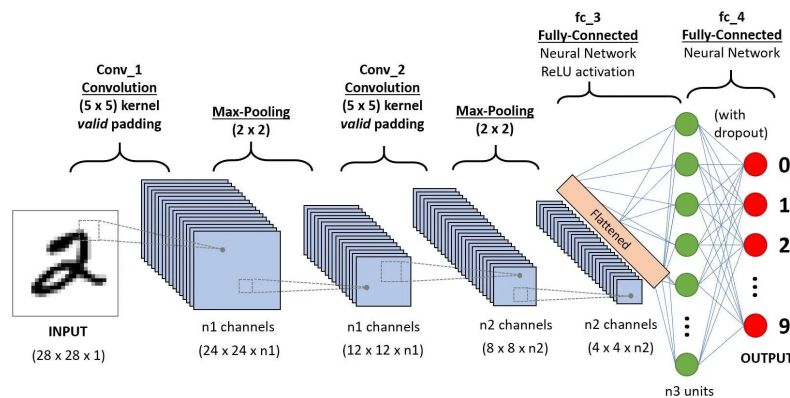 fc_3
Fully-Connected
Neural Network
ReLU activation
fc_4
Fully-Connected
Neural Network
Conv_1
Convolution
(5 x 5) kernel
valid padding
Max-Pooling
(2 x 2)
Conv_2
Convolution
(5 x 5) kernel
valid padding
Max-Pooling
(2 x 2)
(with
dropout)
Flattened
0
1
2
9
INPUT
(28 x 28 x 1)
n1 channels
(24 x 24 x n1)
n1 channels
(12 x 12 x n1)
n2 channels
(8 x 8 x n2)
n2 channels
(4 x 4 x n2)
OUTPUT
n3 units
2